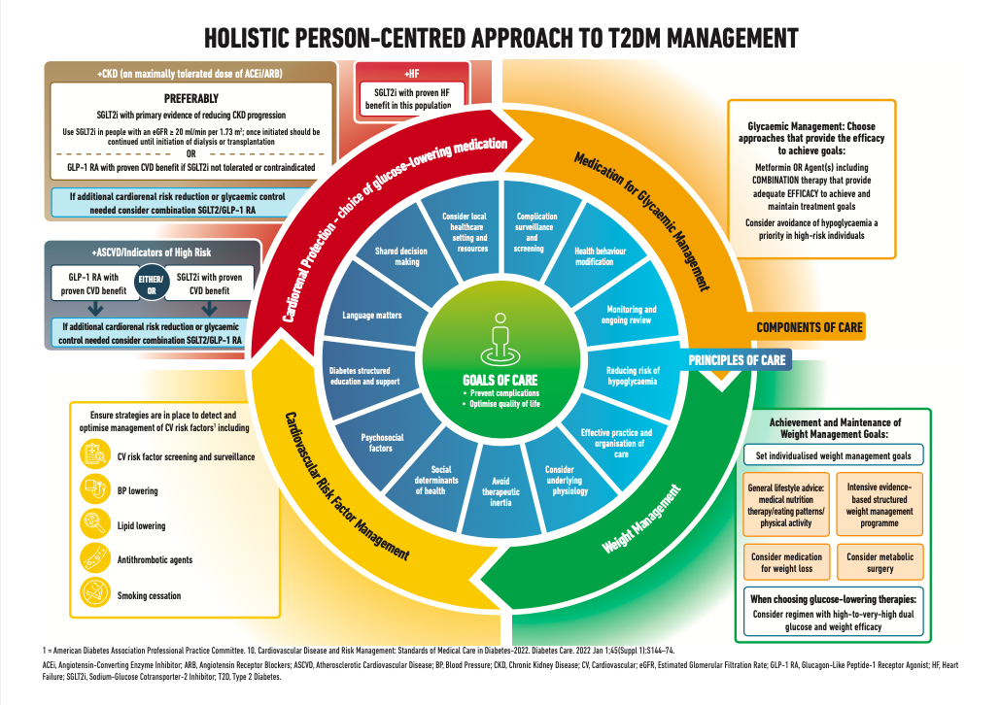 HOLISTIC PERSON-CENTRED APPROACH TO T2DM MANAGEMENT
+CKD (on maximally tolerated dose of ACEi/ARB)
PREFERABLY
SGLT2i with primary evidence of reducing CKD progression
Use SGLT2i in people with an eGFR ≥ 20 ml/min per 1.73 m²; once initiated should be
continued until initiation of dialysis or transplantation
OR
GLP-1 RA with proven CVD benefit if SGLT2i not tolerated or contraindicated
If additional cardiorenal risk reduction or glycaemic control
needed consider combination SGLT2/GLP-1 RA
+HF
SGLT2i with proven HF
benefit in this population
+ASCVD/Indicators of High Risk
GLP-1 RA with
proven CVD benefit
EITHER/
OR
SGLT2i with proven
CVD benefit
If additional cardiorenal risk reduction or glycaemic
control needed consider combination SGLT2/GLP-1 RA
Cardiorenal Protection - choice of glucose-lowering medication
Medication for Glycaemic Management
Weight Management
Cardiovascular Risk Factor Management
Glycaemic Management: Choose
approaches that provide the efficacy
to achieve goals:
Metformin OR Agent(s) including
COMBINATION therapy that provide
adequate EFFICACY to achieve and
maintain treatment goals
Consider avoidance of hypoglycaemia a
priority in high-risk individuals
COMPONENTS OF CARE
PRINCIPLES OF CARE
Consider local
healthcare
setting and
resources
Complication
surveillance
and
screening
Health behaviour
modification
Monitoring and
ongoing review
Reducing risk of
hypoglycaemia
Effective practice and
organisation of
care
Consider
underlying
physiology
Avoid
therapeutic
inertia
Social
determinants
of health
Psychosocial
factors
Diabetes structured
education and support
Language matters
Shared decision
making
GOALS OF CARE
• Prevent complications
• Optimise quality of life
Ensure strategies are in place to detect and
optimise management of CV risk factors¹ including
CV risk factor screening and surveillance
BP lowering
Lipid lowering
Antithrombotic agents
Smoking cessation
Achievement and Maintenance of
Weight Management Goals:
Set individualised weight management goals
General lifestyle advice:
medical nutrition
therapy/eating patterns/
physical activity
Intensive evidence-
based structured
weight management
programme
Consider medication
for weight loss
Consider metabolic
surgery
When choosing glucose-lowering therapies:
Consider regimen with high-to-very-high dual
glucose and weight efficacy
1 = American Diabetes Association Professional Practice Committee. 10. Cardiovascular Disease and Risk Management: Standards of Medical Care in Diabetes-2022. Diabetes Care. 2022 Jan 1;45(Suppl 1):S144-74.
ACEi, Angiotensin-Converting Enzyme Inhibitor; ARB, Angiotensin Receptor Blockers; ASCVD, Atherosclerotic Cardiovascular Disease; BP, Blood Pressure; CKD, Chronic Kidney Disease; CV, Cardiovascular; eGFR, Estimated Glomerular Filtration Rate; GLP-1 RA, Glucagon-Like Peptide-1 Receptor Agonist; HF, Heart
Failure; SGLT2i, Sodium-Glucose Cotransporter-2 Inhibitor; T2D, Type 2 Diabetes.